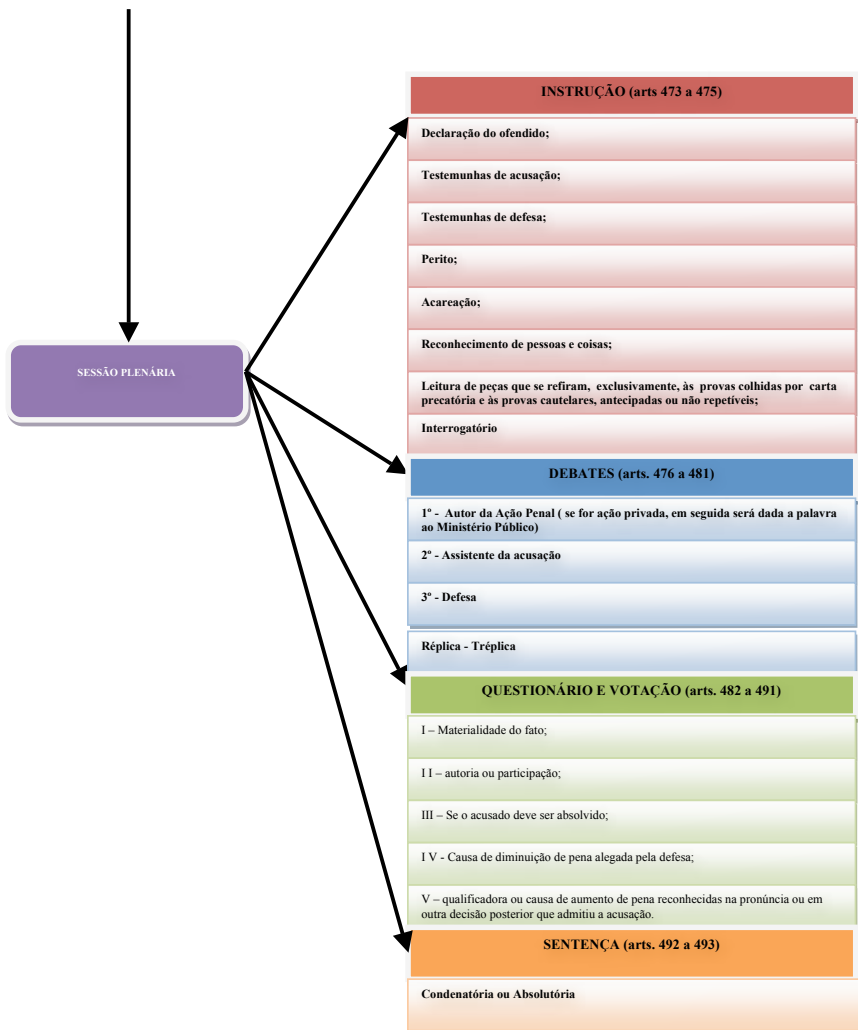 SESSÃO PLENÁRIA
INSTRUÇÃO (arts 473 a 475)
Declaração do ofendido;
Testemunhas de acusação;
Testemunhas de defesa;
Perito;
Acareação;
Reconhecimento de pessoas e coisas;
Leitura de peças que se refiram, exclusivamente, às provas colhidas por carta
precatória e às provas cautelares, antecipadas ou não repetíveis;
Interrogatório
DEBATES (arts. 476 a 481)
1º - Autor da Ação Penal ( se for ação privada, em seguida será dada a palavra
ao Ministério Público)
2º - Assistente da acusação
3º - Defesa
Réplica - Tréplica
QUESTIONÁRIO E VOTAÇÃO (arts. 482 a 491)
I – Materialidade do fato;
I I – autoria ou participação;
III – Se o acusado deve ser absolvido;
I V - Causa de diminuição de pena alegada pela defesa;
V – qualificadora ou causa de aumento de pena reconhecidas na pronúncia ou em
outra decisão posterior que admitiu a acusação.
SENTENÇA (arts. 492 a 493)
Condenatória ou Absolutória